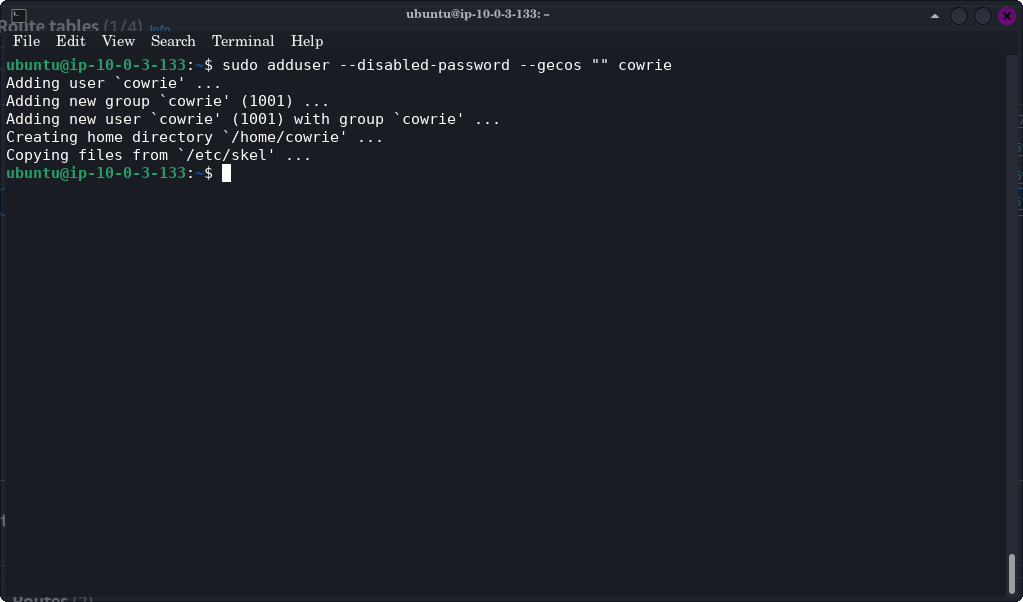 ubuntu@ip-10-0-3-133: ~
Route tables (1/4) Info
File Edit View Search Terminal Help
ubuntu@ip-10-0-3-133:~$ sudo adduser --disabled-password --gecos "" cowrie
Adding user `cowrie' ...
Adding new group `cowrie' (1001) ...
Adding new user `cowrie' (1001) with group `cowrie' ...
Creating home directory `/home/cowrie' ...
Copying files from `/etc/skel' ...
ubuntu@ip-10-0-3-133:~$
Routes (2)